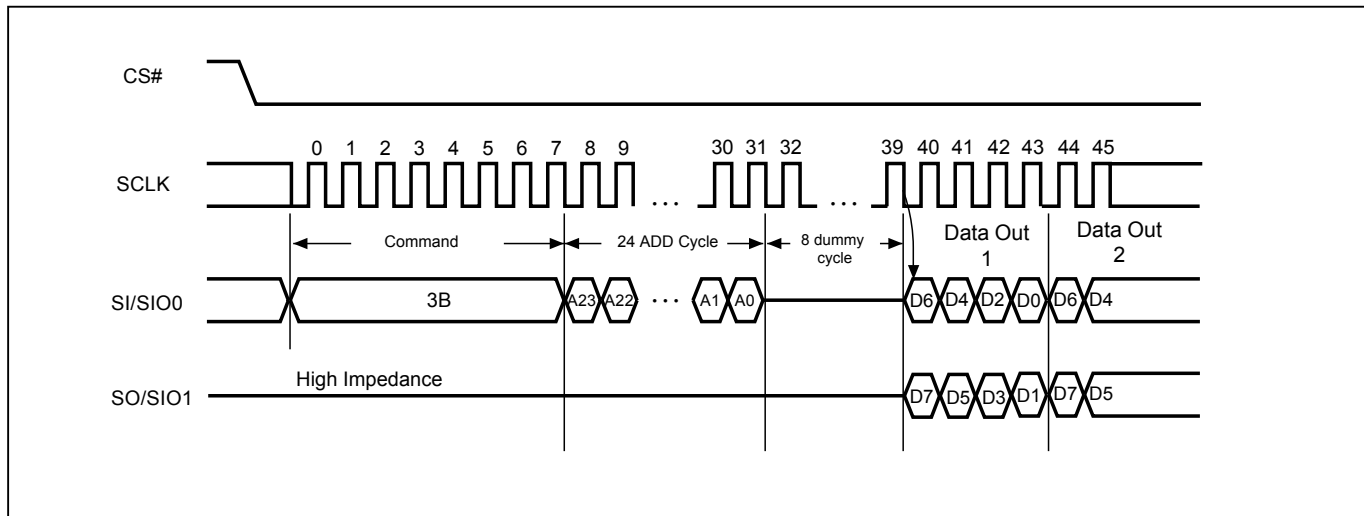 CS#
0 1 2 3 4 5 6 7 8 9 30 31 32 39 40 41 42 43 44 45
SCLK
Command
24 ADD Cycle
8 dummy
cycle
Data Out
1
Data Out
2
SI/SIO0
3B
A23 A22 ··· A1 A0
D6 D4 D2 D0 D6 D4
High Impedance
SO/SIO1
D7 D5 D3 D1 D7 D5